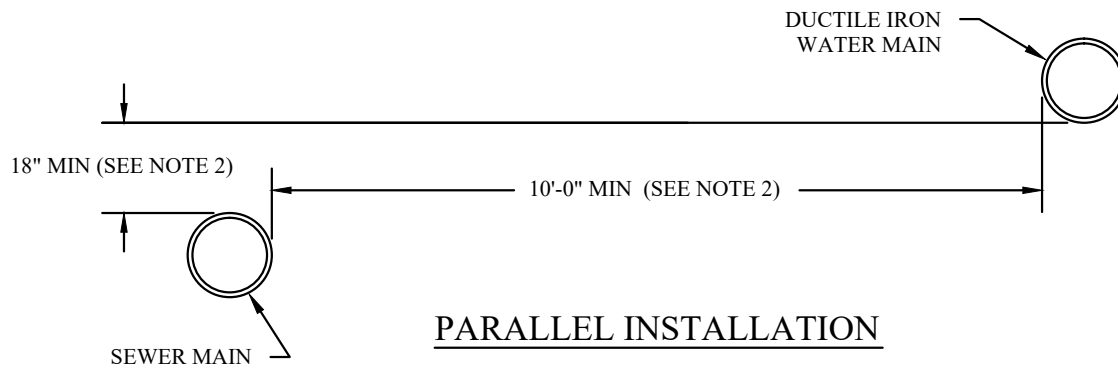 DUCTILE IRON
WATER MAIN
18" MIN (SEE NOTE 2)
10'-0" MIN (SEE NOTE 2)
PARALLEL INSTALLATION
SEWER MAIN